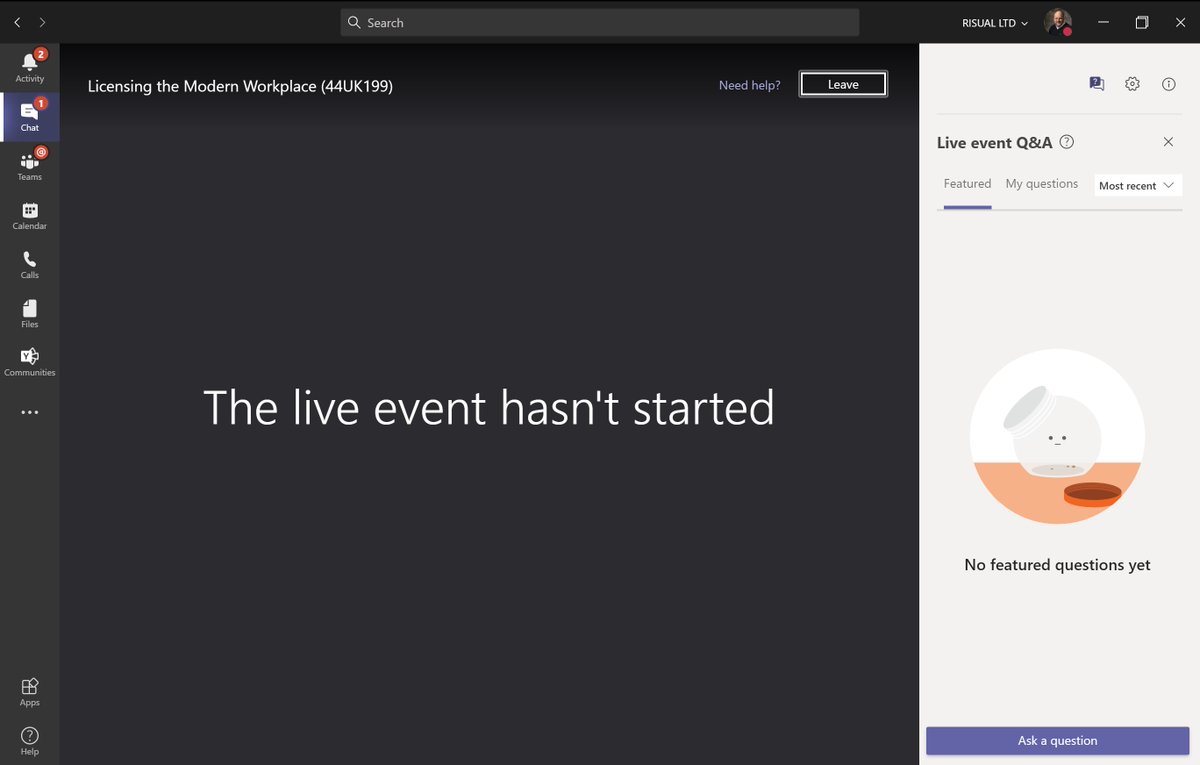 Search
RISUAL LTD
2
Activity
1
Chat
@
Teams
Calendar
Calls
Files
Communities
Apps
Help
Licensing the Modern Workplace (44UK199)
Need help?
Leave
The live event hasn't started
Live event Q&A
Featured
My questions
Most recent
No featured questions yet
Ask a question